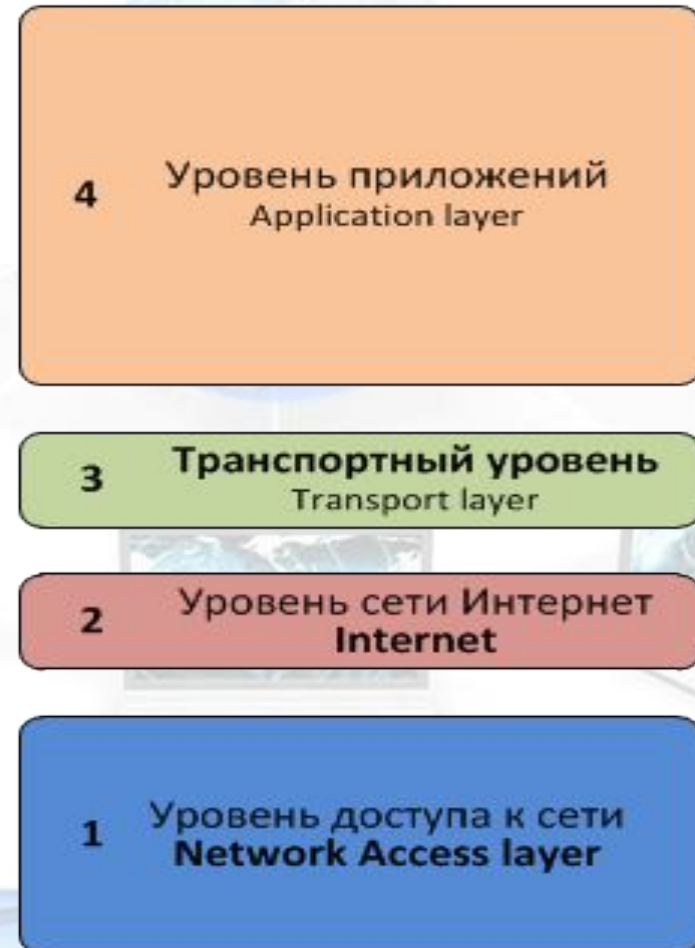 4
Уровень приложений
Application layer
3
Транспортный уровень
Transport layer
2
Уровень сети Интернет
Internet
1
Уровень доступа к сети
Network Access layer